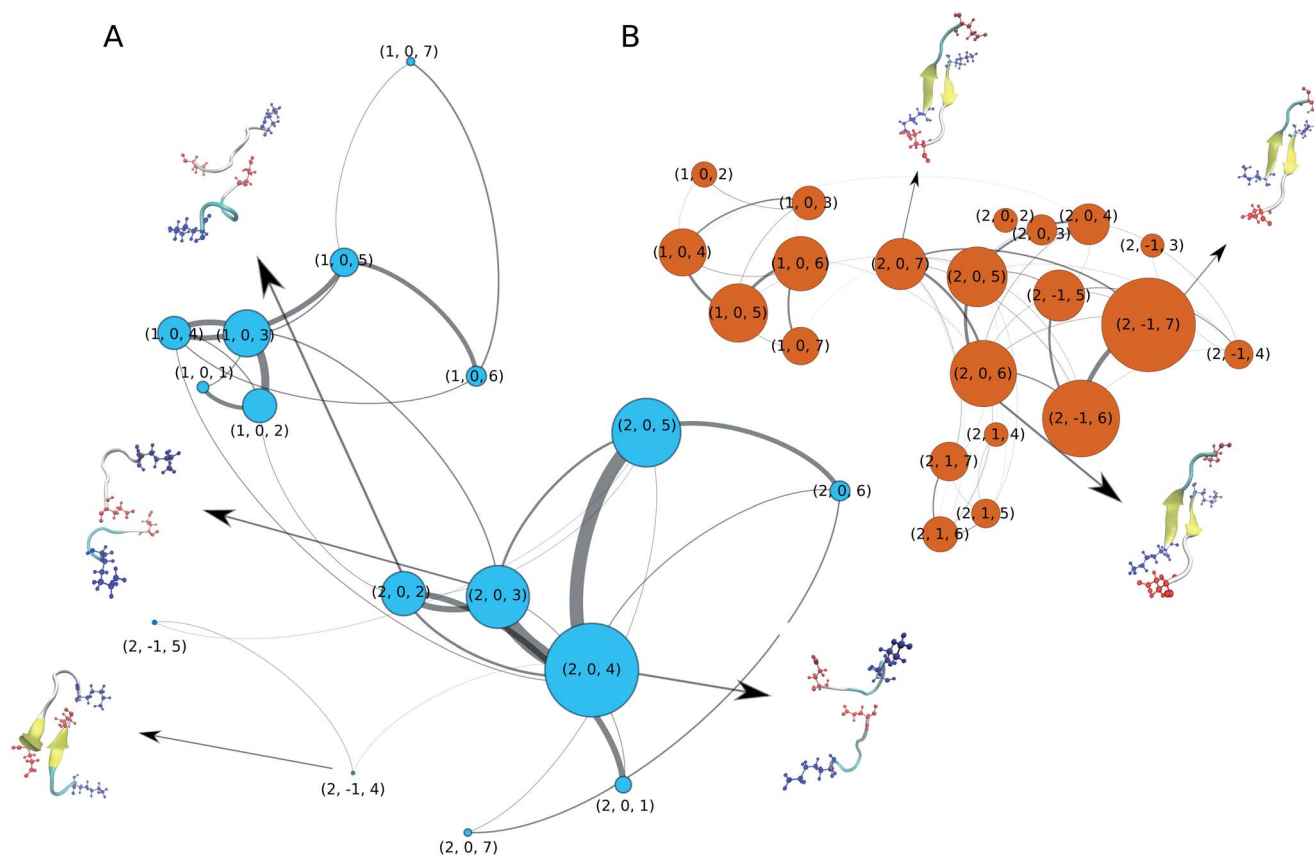 A
(1, 0, 7)
(1, 0, 5)
(1, 0, 4)
(1, 0, 3)
(1, 0, 1)
(1, 0, 6)
(1, 0, 2)
(2, 0, 5)
(2, 0, 6)
(2, 0, 2)
(2, 0, 3)
(2, -1, 5)
(2, 0, 4)
(2, -1, 4)
(2, 0, 1)
(2, 0, 7)
B
(1, 0, 2)
(1, 0, 3)
(1, 0, 4)
(1, 0, 6)
(1, 0, 5)
(1, 0, 7)
(2, 0, 7)
(2, 0, 2)
(2, 0, 4)
(2, 0, 3)
(2, -1, 3)
(2, 0, 5)
(2, -1, 5)
(2, -1, 7)
(2, -1, 4)
(2, 0, 6)
(2, -1, 6)
(2, 1, 4)
(2, 1, 7)
(2, 1, 5)
(2, 1, 6)